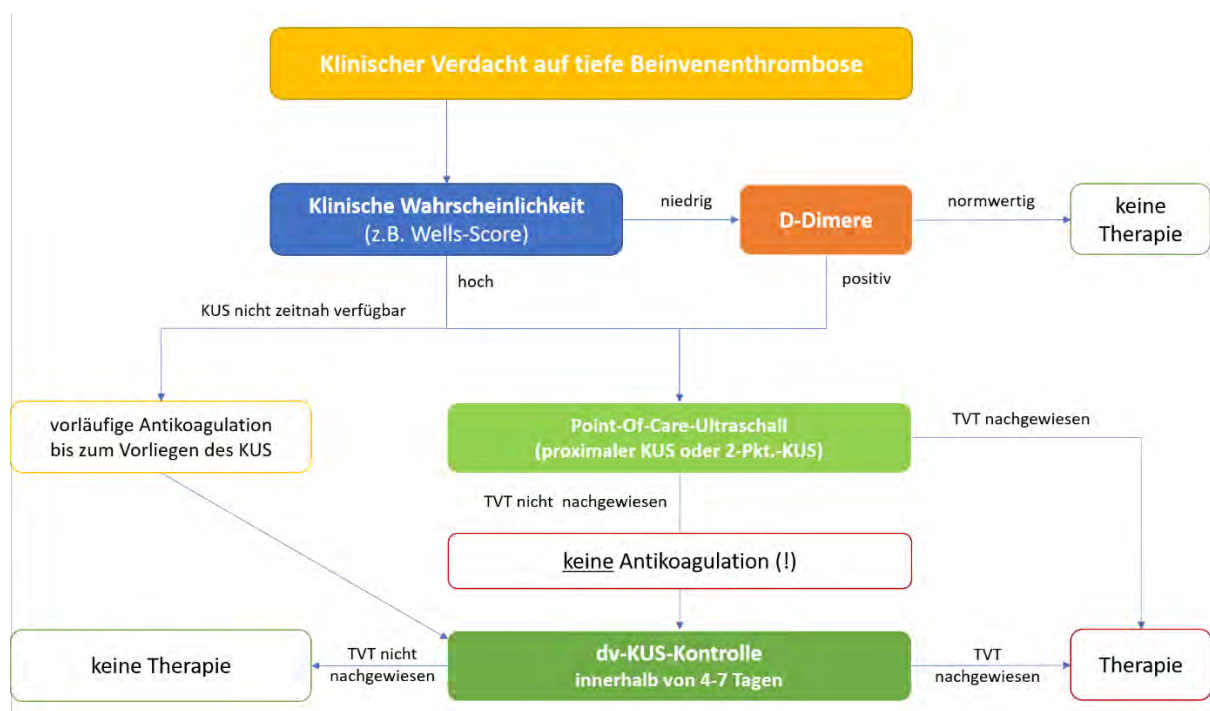 Klinischer Verdacht auf tiefe Beinvenenthrombose
Klinische Wahrscheinlichkeit
(z.B. Wells-Score)
niedrig
D-Dimere
normwertig
keine
Therapie
hoch
positiv
KUS nicht zeitnah verfügbar
vorläufige Antikoagulation
bis zum Vorliegen des KUS
Point-Of-Care-Ultraschall
(proximaler KUS oder 2-Pkt.-KUS)
TVT nachgewiesen
TVT nicht nachgewiesen
keine Antikoagulation (!)
keine Therapie
TVT nicht
nachgewiesen
dv-KUS-Kontrolle
innerhalb von 4-7 Tagen
TVT
nachgewiesen
Therapie